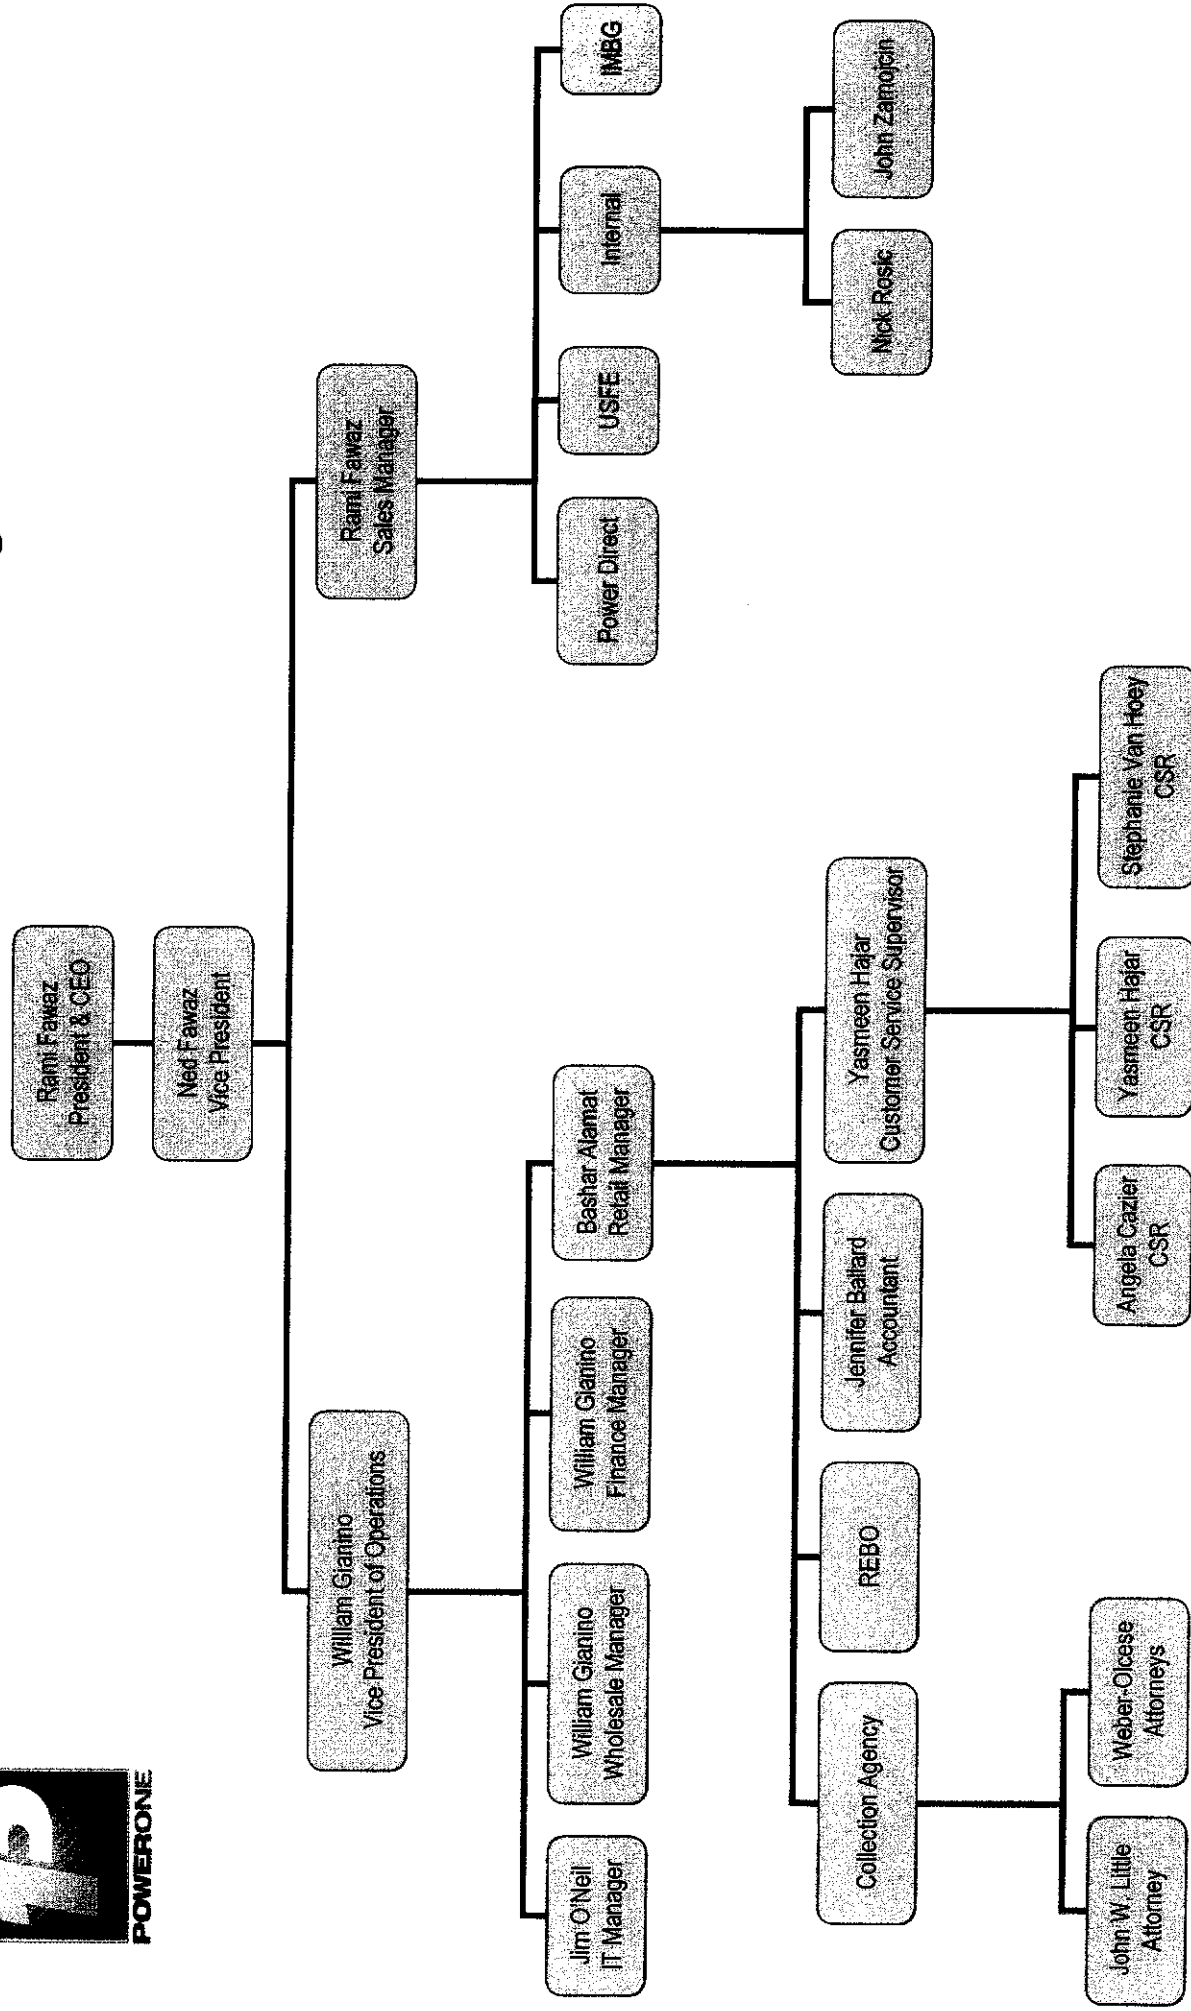 POWERONE
Rami Fawaz
President & CEO
Ned Fawaz
Vice President
William Gianino
Vice President of Operations
Rami Fawaz
Sales Manager
Jim O'Neil
IT Manager
William Gianino
Wholesale Manager
William Gianino
Finance Manager
Bashar Alamat
Retail Manager
Power Direct
USFE
Internal
IMBG
Collection Agency
REBO
Jennifer Ballard
Accountant
Yasmeen Hajar
Customer Service Supervisor
Nick Rosic
John Zamojcin
John W. Little
Attorney
Weber-Olcese
Attorneys
Angela Cazier
CSR
Yasmeen Hajar
CSR
Stephanie Van Hoey
CSR